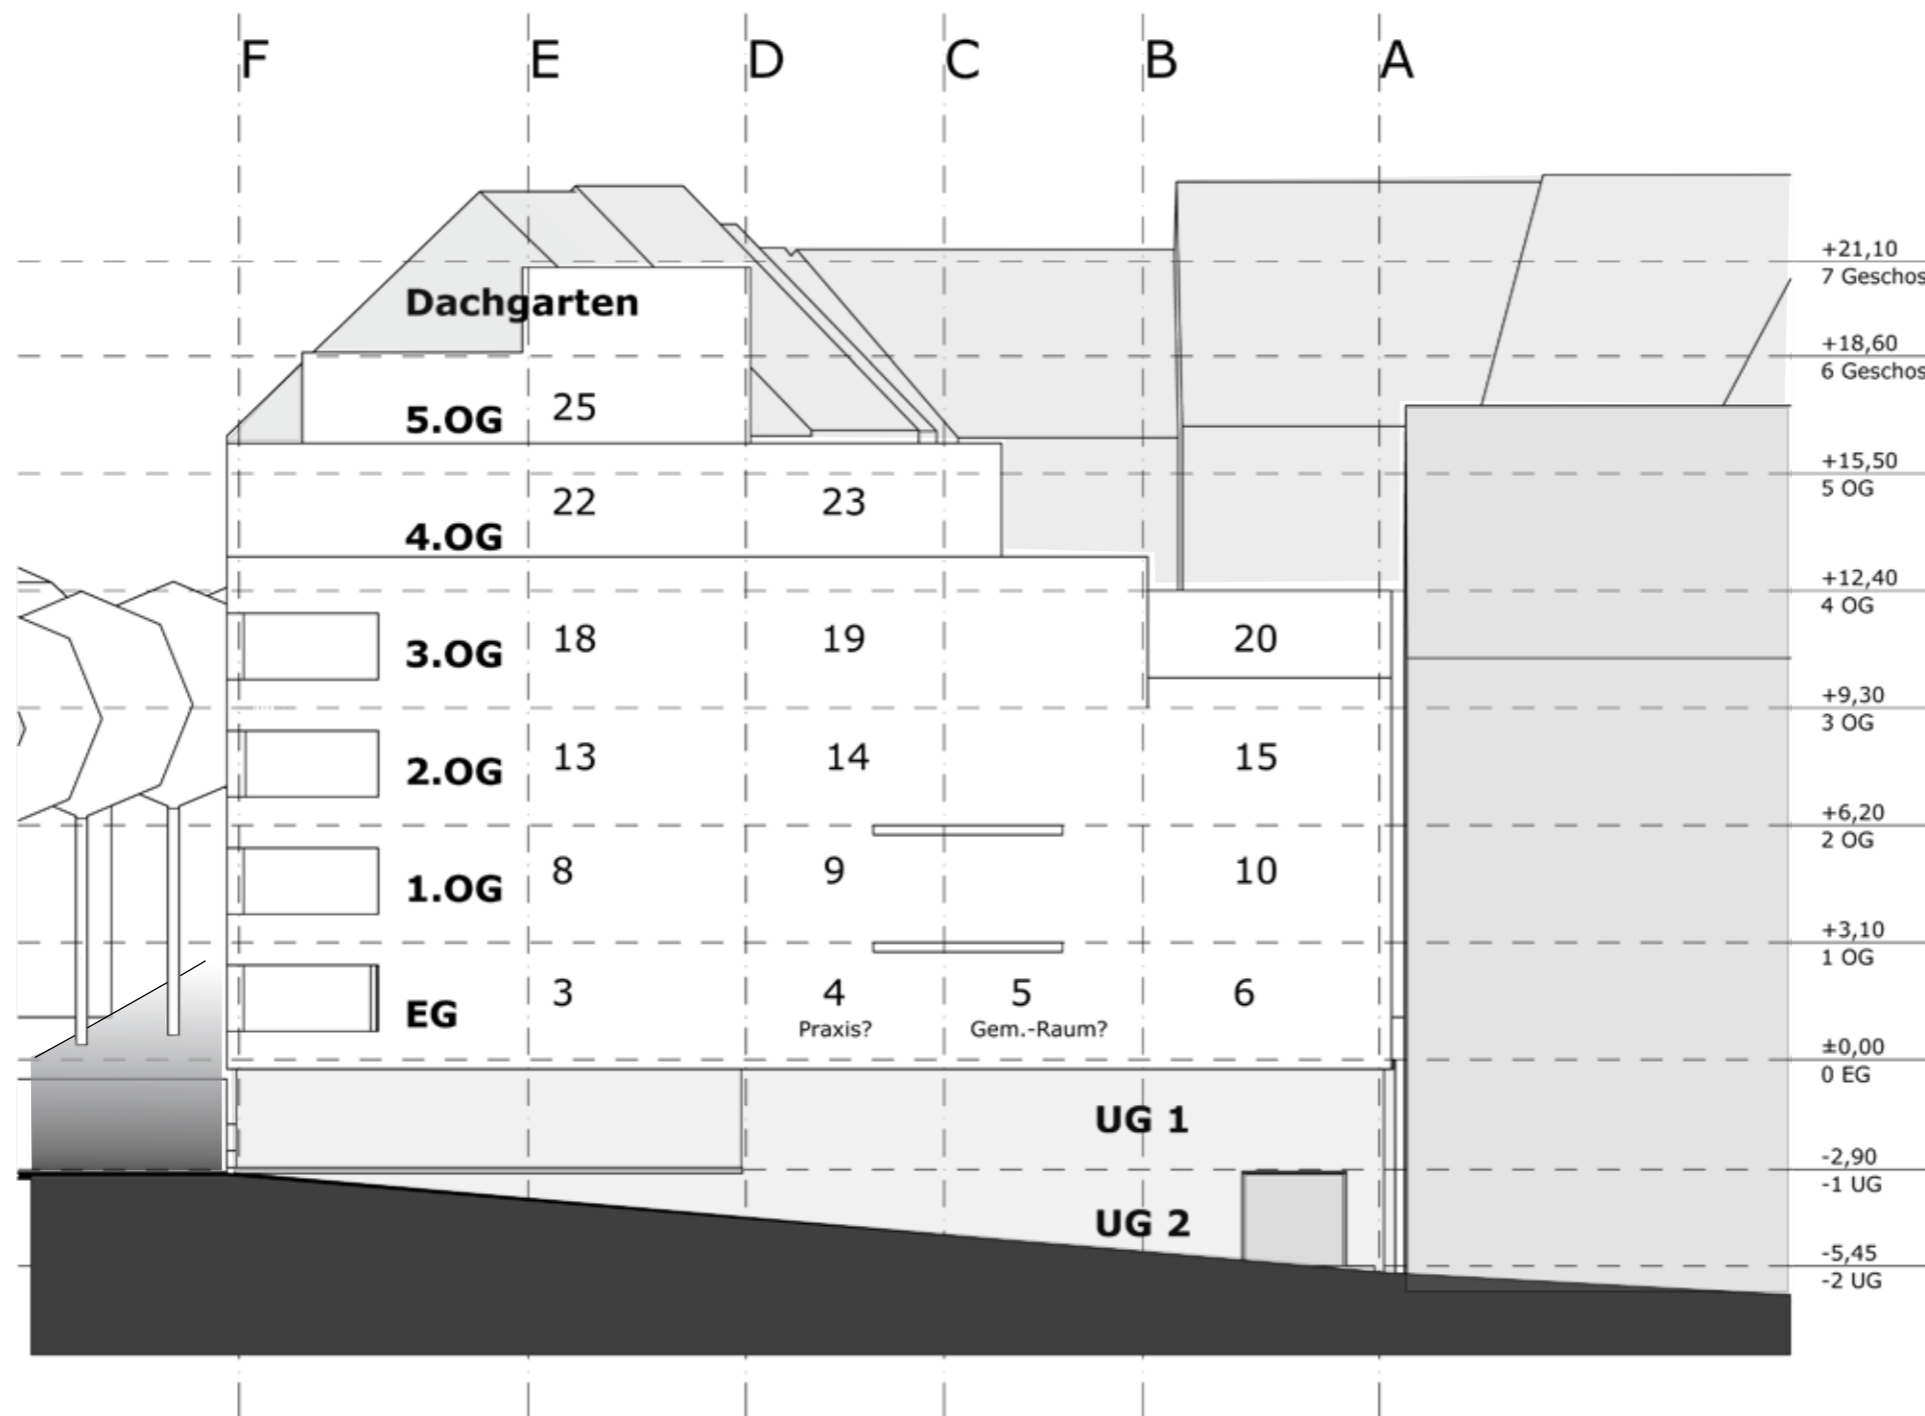 F E D C B A
+21,10
7 Geschos
Dachgarten
+18,60
6 Geschos
5.OG 25
+15,50
5 OG
4.OG 22 23
+12,40
4 OG
3.OG 18 19 20
+9,30
3 OG
2.OG 13 14 15
+6,20
2 OG
1.OG 8 9 10
+3,10
1 OG
EG 3 4 5 6
Praxis? Gem.-Raum?
±0,00
0 EG
UG 1
-2,90
-1 UG
UG 2
-5,45
-2 UG